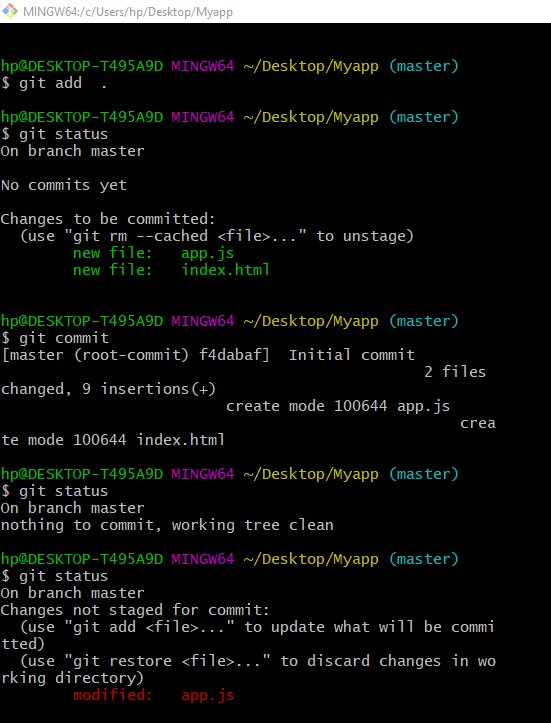 MINGW64:/c/Users/hp/Desktop/Myapp
hp@DESKTOP-T495A9D MINGW64 ~/Desktop/Myapp (master)
$ git add  .
hp@DESKTOP-T495A9D MINGW64 ~/Desktop/Myapp (master)
$ git status
On branch master
No commits yet
Changes to be committed:
  (use "git rm --cached <file>..." to unstage)
        new file:   app.js
        new file:   index.html
hp@DESKTOP-T495A9D MINGW64 ~/Desktop/Myapp (master)
$ git commit
[master (root-commit) f4dabaf]  Initial commit
2 files
changed, 9 insertions(+)
create mode 100644 app.js
crea
te mode 100644 index.html
hp@DESKTOP-T495A9D MINGW64 ~/Desktop/Myapp (master)
$ git status
On branch master
nothing to commit, working tree clean
hp@DESKTOP-T495A9D MINGW64 ~/Desktop/Myapp (master)
$ git status
On branch master
Changes not staged for commit:
  (use "git add <file>..." to update what will be commi
tted)
  (use "git restore <file>..." to discard changes in wo
rking directory)
        modified:   app.js